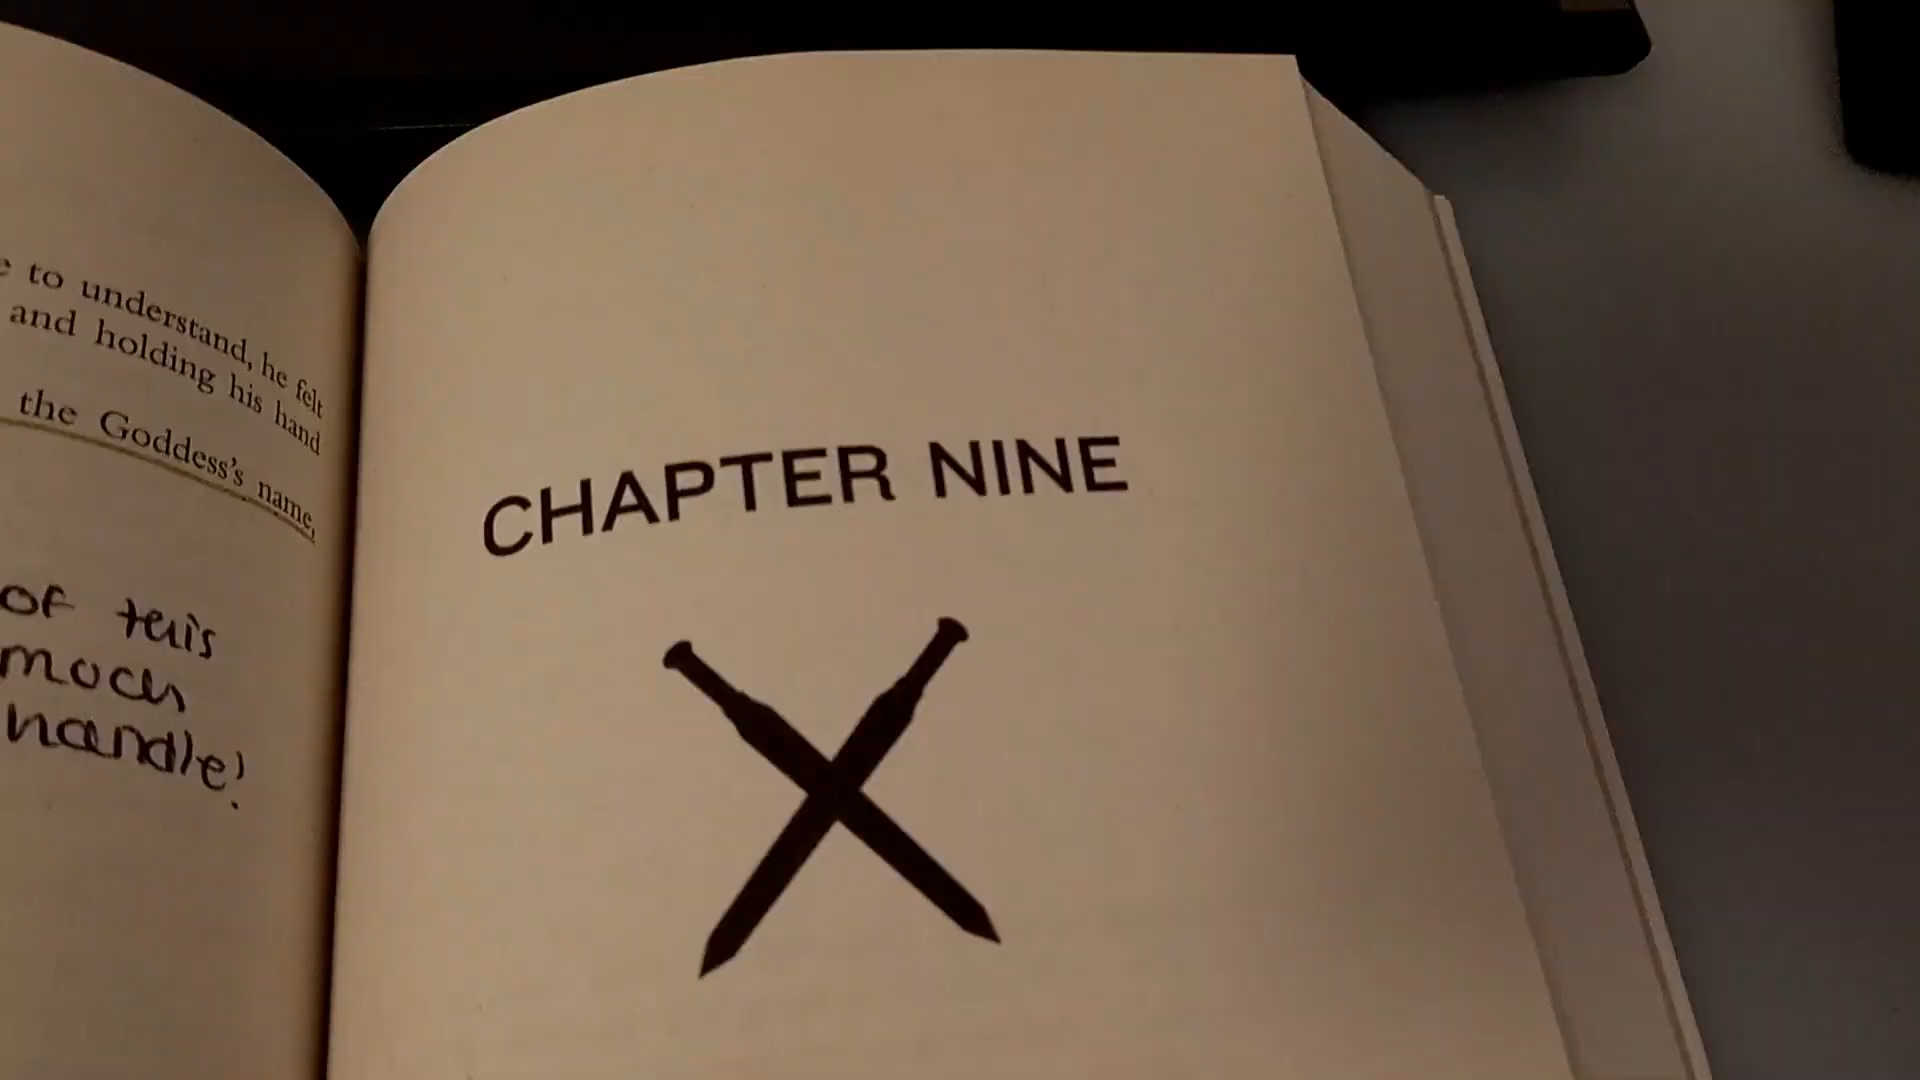 to understand, he felt
and holding his hand
the Goddess's name,
of this
much
handle!
CHAPTER NINE